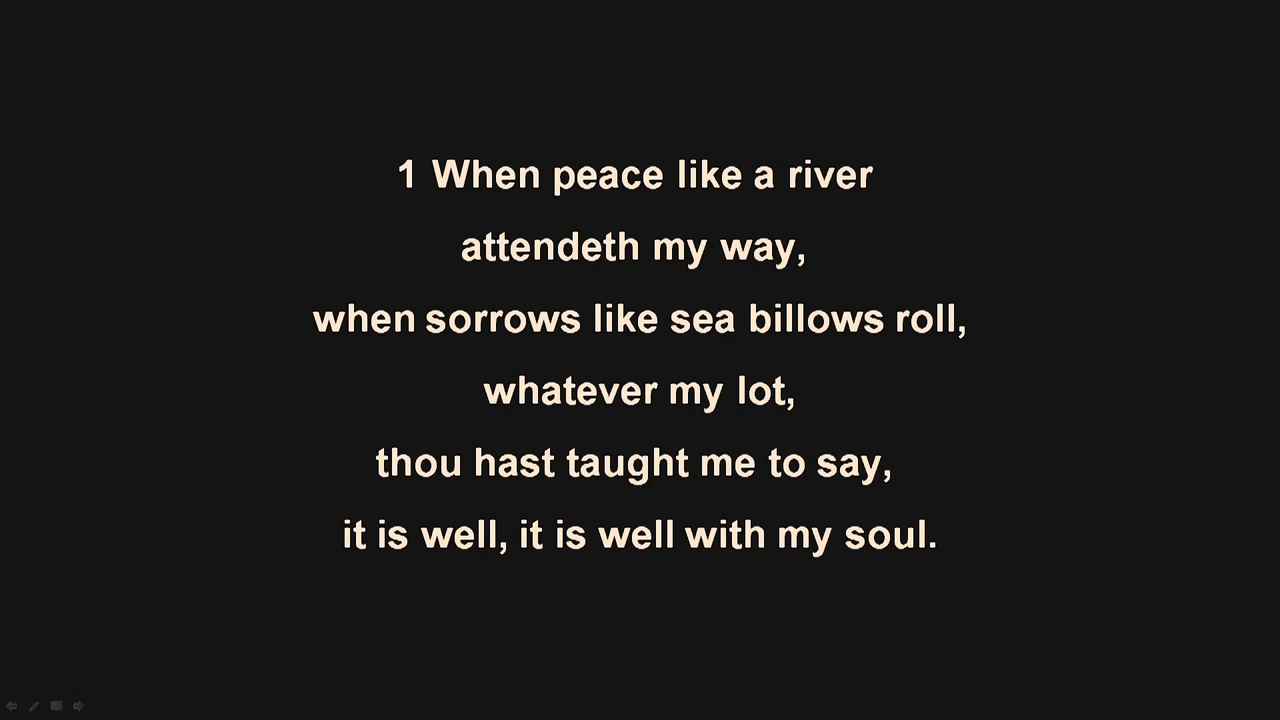 1 When peace like a river
attendeth my way,
when sorrows like sea billows roll,
whatever my lot,
thou hast taught me to say,
it is well, it is well with my soul.